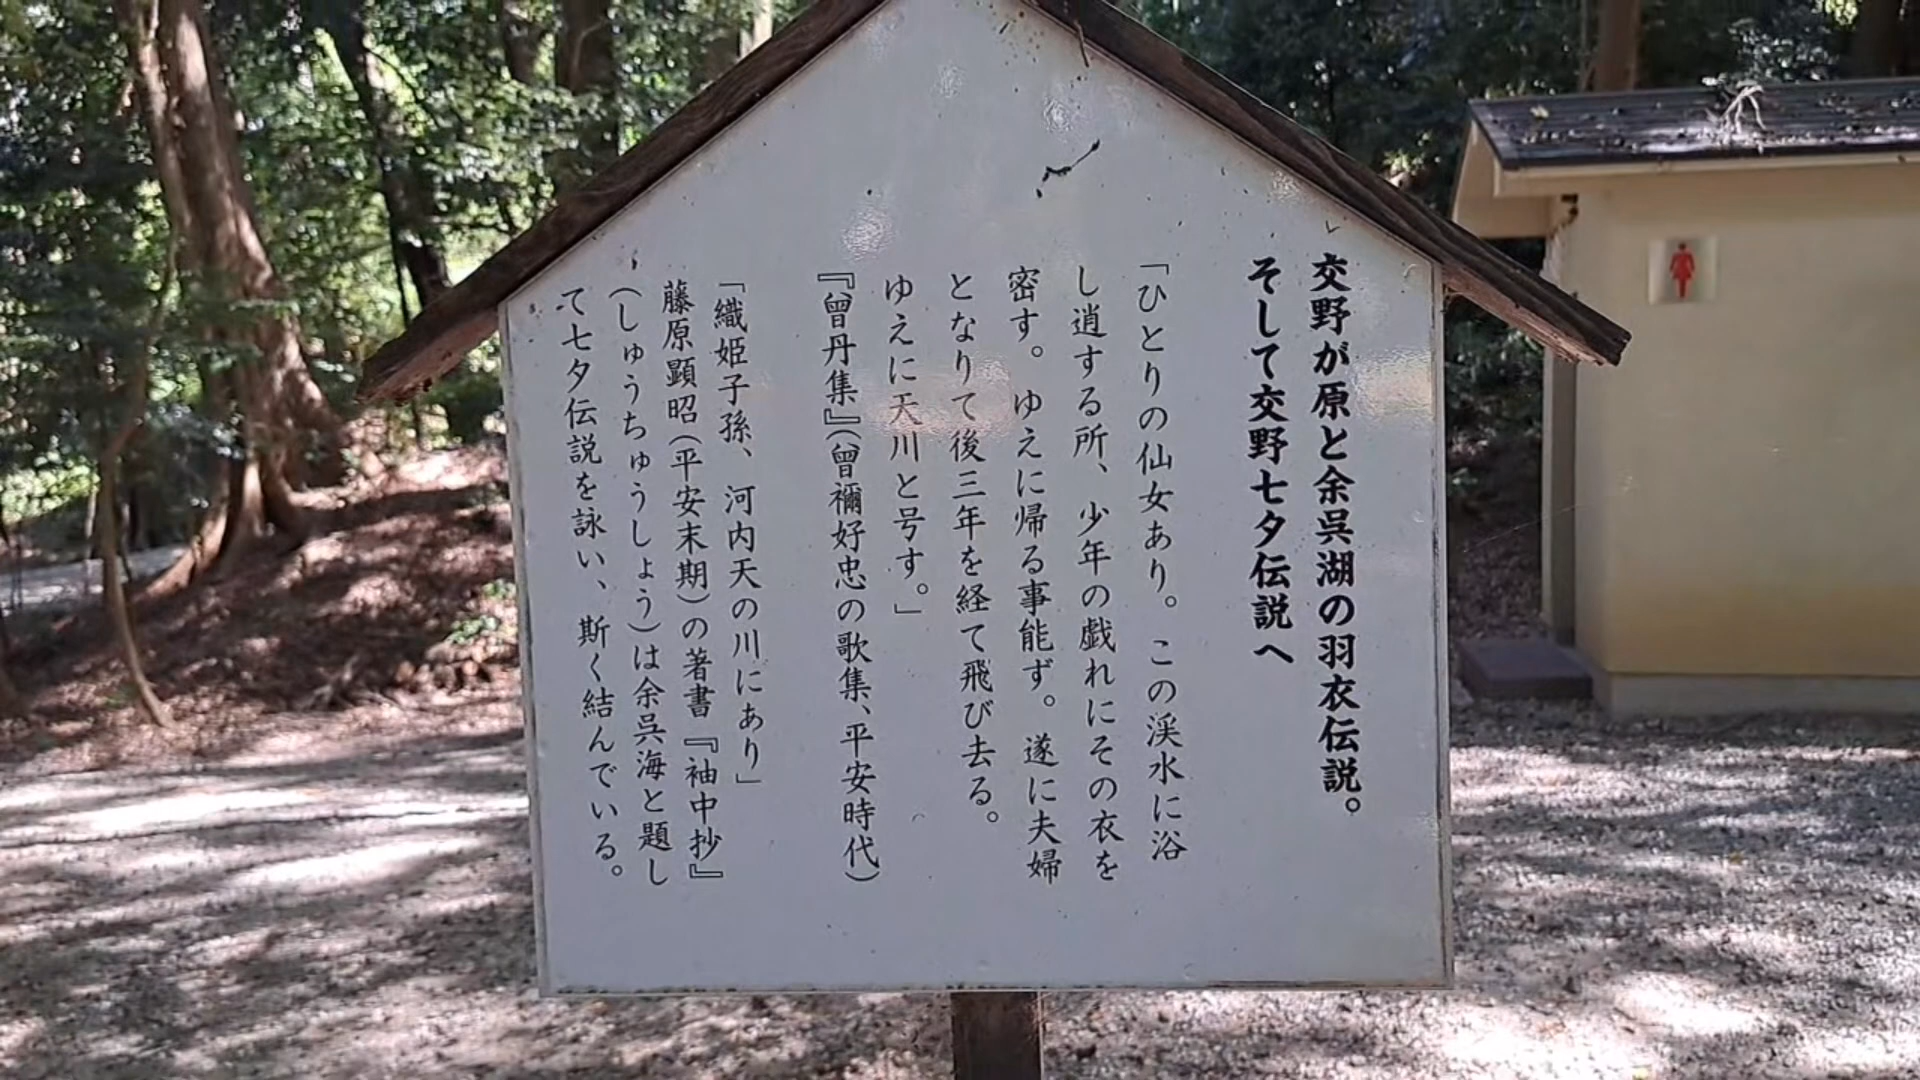 交野が原と余呉湖の羽衣伝説。
そして交野七夕伝説へ
「ひとりの仙女あり。この渓水に浴
し逍する所、少年の戯れにその衣を
密す。ゆえに帰る事能ず。遂に夫婦
となりて後三年を経て飛び去る。
ゆえに天川と号す。」
『曾丹集』(曾禰好忠の歌集、平安時代)
「織姫子孫、河内天の川にあり」
藤原顕昭(平安末期)の著書『袖中抄』
(しゅうちゅうしょう)は余呉海と題し
て七夕伝説を詠い、斯く結んでいる。